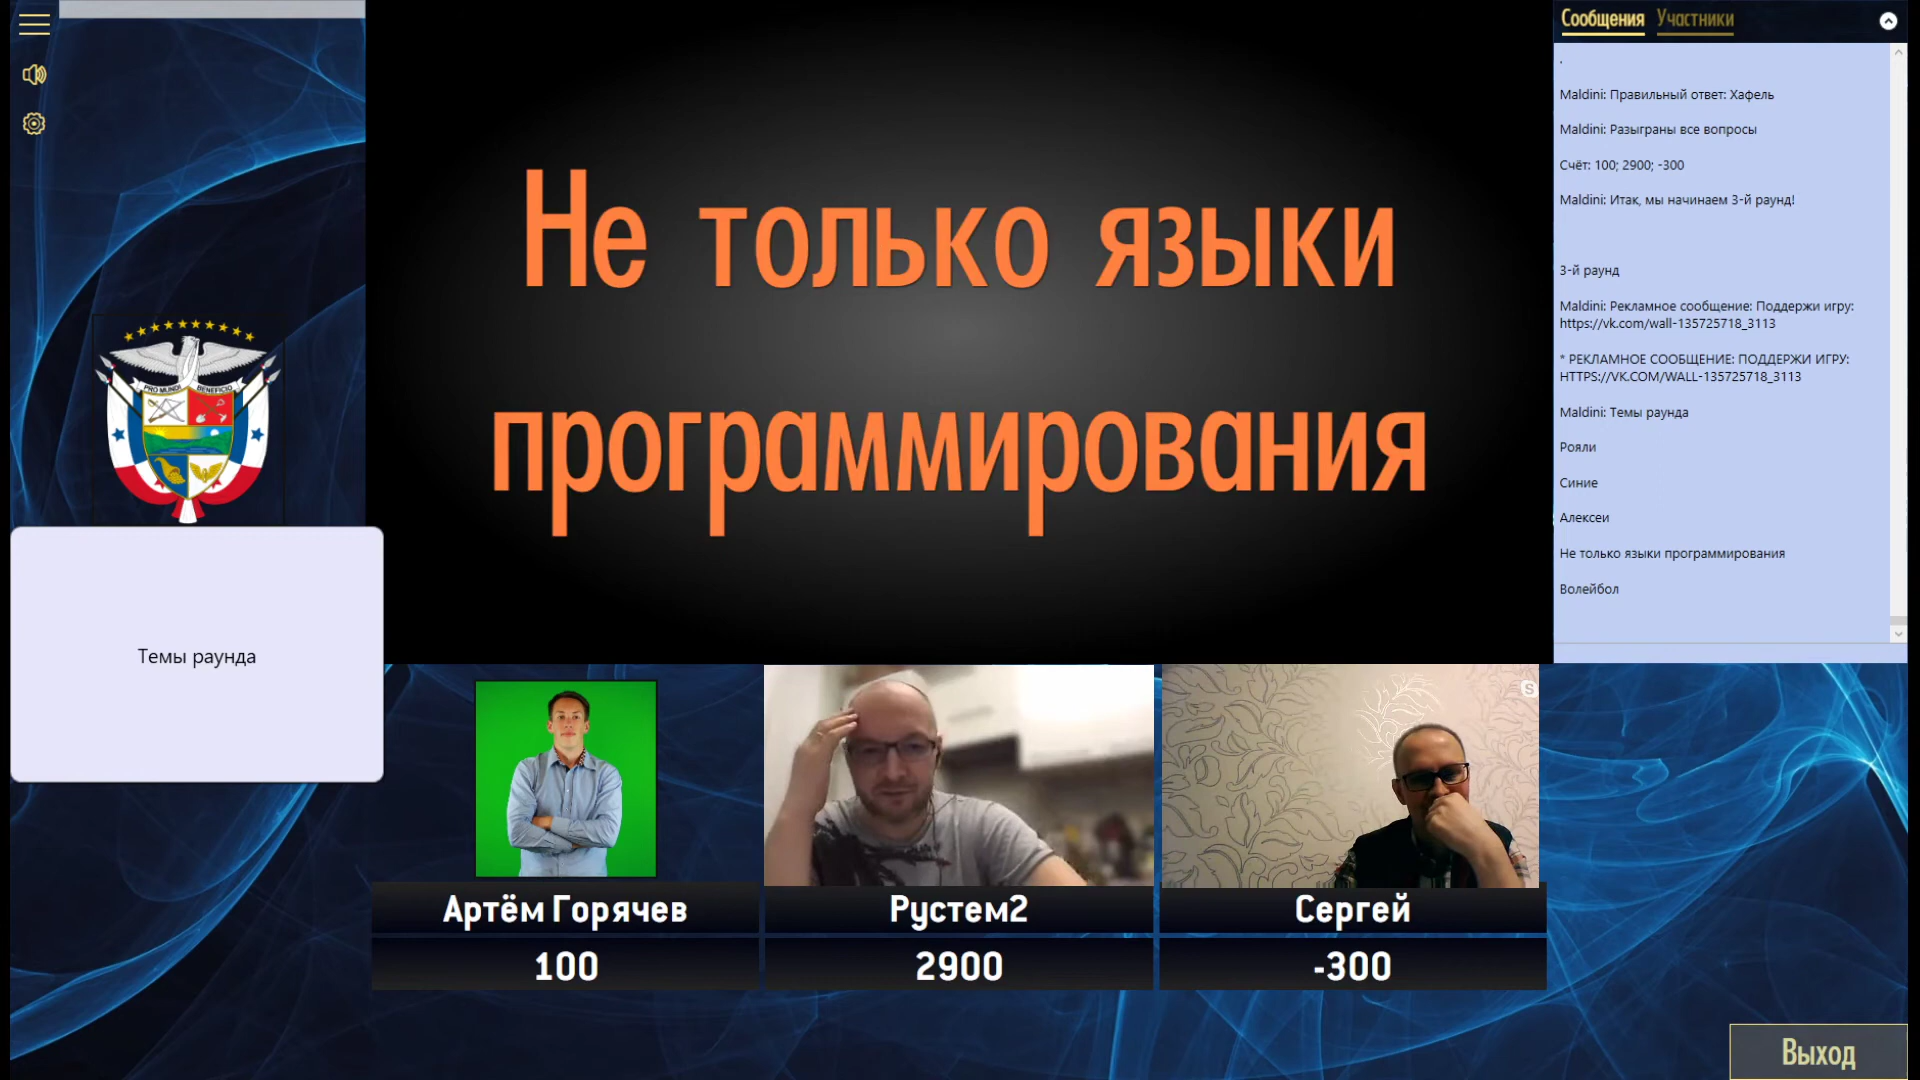 Не только языки
программирования
Сообщения Участники
.
Maldini: Правильный ответ: Хафель
Maldini: Разыграны все вопросы
Счёт: 100; 2900; -300
Maldini: Итак, мы начинаем 3-й раунд!
3-й раунд
Maldini: Рекламное сообщение: Поддержи игру:
https://vk.com/wall-135725718_3113
* РЕКЛАМНОЕ СООБЩЕНИЕ: ПОДДЕРЖИ ИГРУ:
HTTPS://VK.COM/WALL-135725718_3113
Maldini: Темы раунда
Рояли
Синие
Алексеи
Не только языки программирования
Волейбол
PRO MUNDI BENEFICIO
Темы раунда
S
Артём Горячев
100
Рустем2
2900
Сергей
-300
Выход